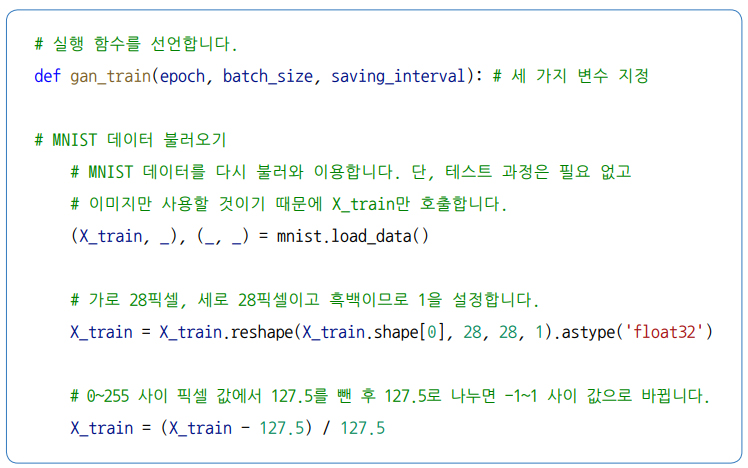 # 실행 함수를 선언합니다.
def gan_train(epoch, batch_size, saving_interval): # 세 가지 변수 지정
# MNIST 데이터 불러오기
# MNIST 데이터를 다시 불러와 이용합니다. 단, 테스트 과정은 필요 없고
# 이미지만 사용할 것이기 때문에 X_train만 호출합니다.
(X_train, _), (_, _) = mnist.load_data()
# 가로 28픽셀, 세로 28픽셀이고 흑백이므로 1을 설정합니다.
X_train = X_train.reshape(X_train.shape[0], 28, 28, 1).astype('float32')
# 0~255 사이 픽셀 값에서 127.5를 뺀 후 127.5로 나누면 -1~1 사이 값으로 바뀝니다.
X_train = (X_train - 127.5) / 127.5